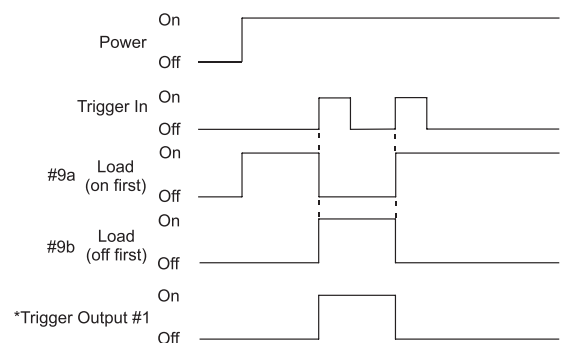 On
Power
Off
On
Trigger In
Off
On
#9a Load
(on first)
Off
On
#9b Load
(off first)
Off
On
*Trigger Output #1
Off